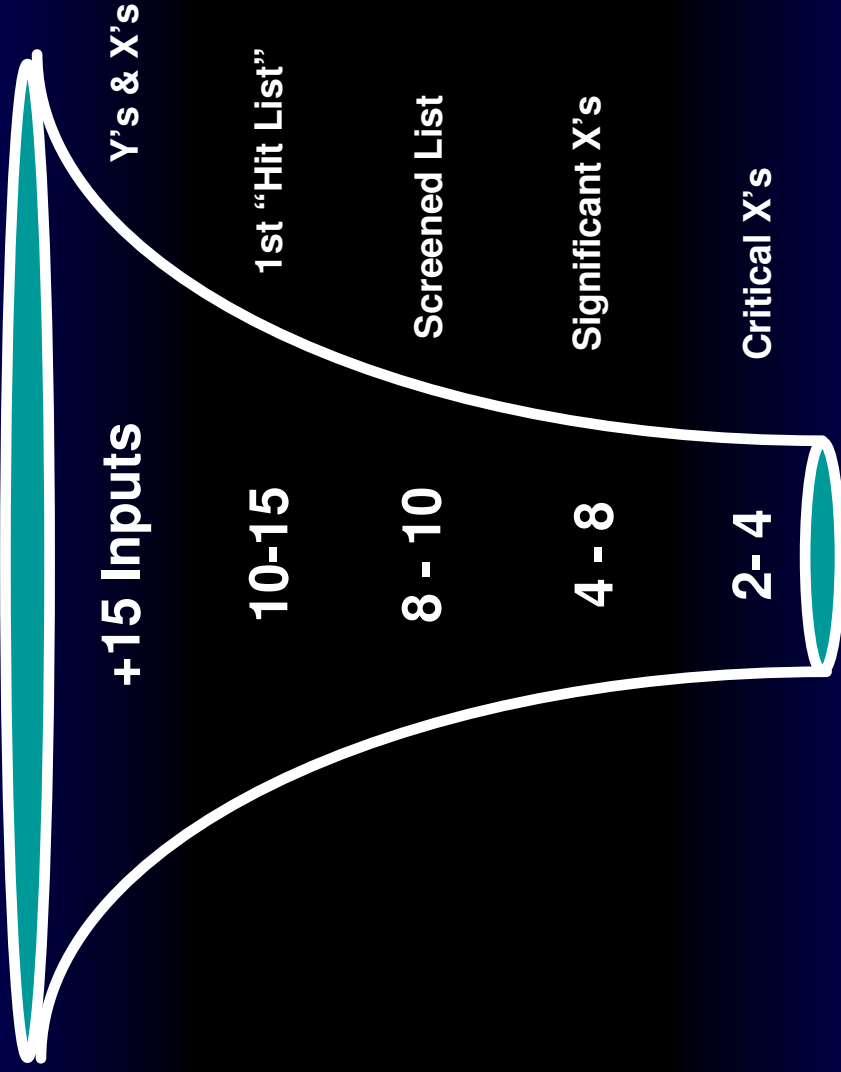 +15 Inputs
Y’s & X’s
10-15
1st “Hit List”
8 - 10
Screened List
4 - 8
Significant X’s
2- 4
Critical X’s